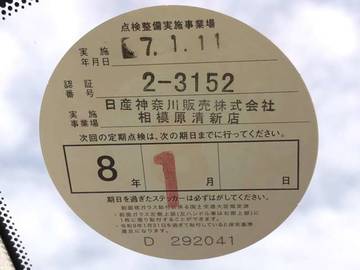 点検整備実施事業場
実施年月日 7.1.11
認証番号 2-3152
実施事業場 日産神奈川販売株式会社
相模原清新店
次回の定期点検は、次の期日までに行ってください。
8年 1月 日
期日を過ぎたステッカーは必ずはがしてください。
D 292041